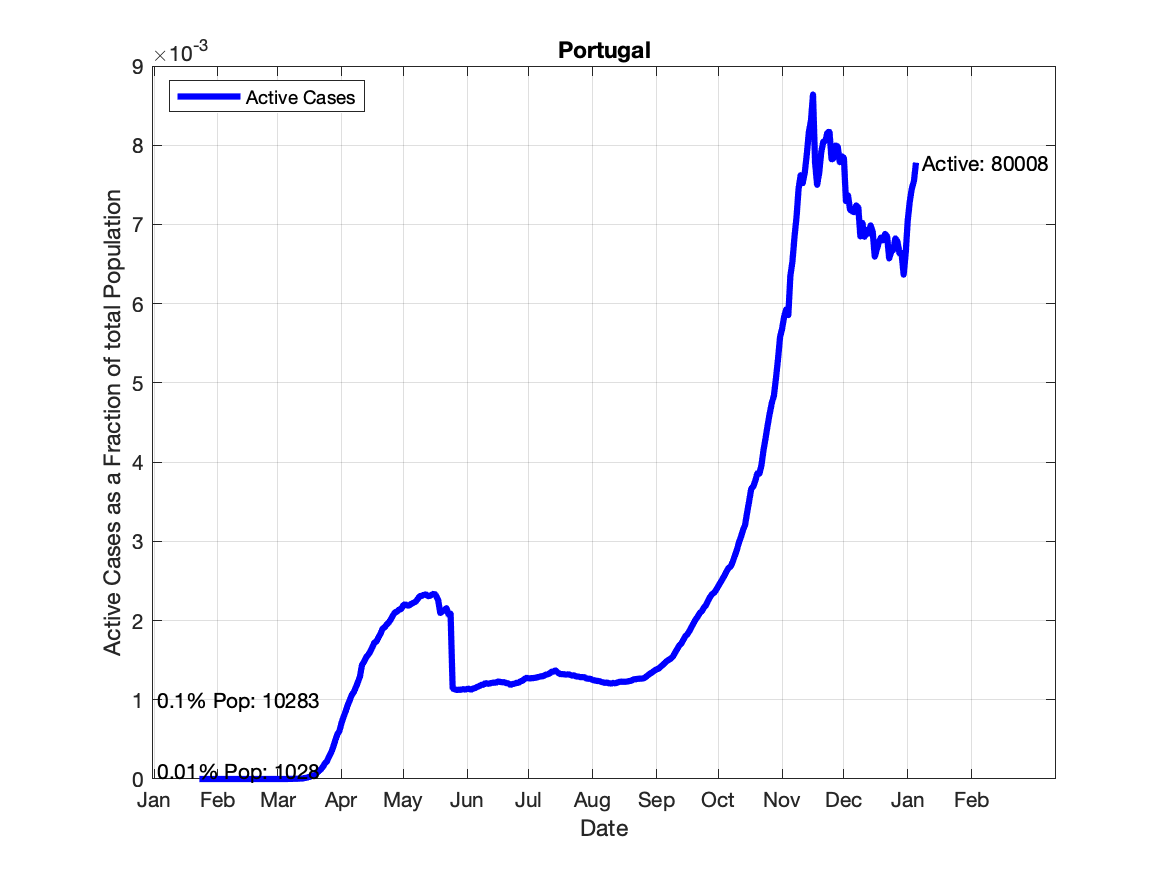 Portugal
×10-3
9
8
7
6
5
4
3
2
1
0
Active Cases as a Fraction of total Population
Active Cases
Active: 80008
0.1% Pop: 10283
0.01% Pop: 1028
Jan Feb Mar Apr May Jun Jul Aug Sep Oct Nov Dec Jan Feb
Date